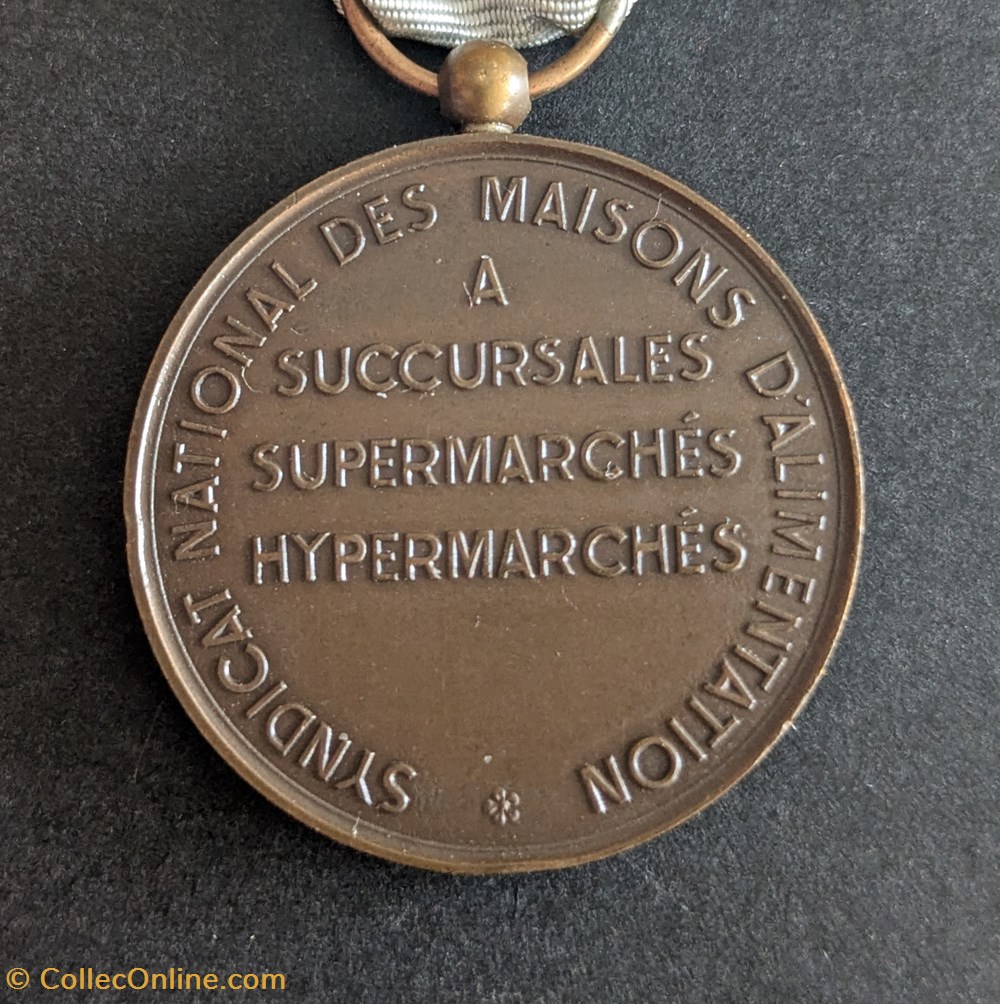 SYNDICAT NATIONAL DES MAISONS D'ALIMENTATION
A
SUCCURSALES
SUPERMARCHÉS
HYPERMARCHÉS
© CollecOnline.com